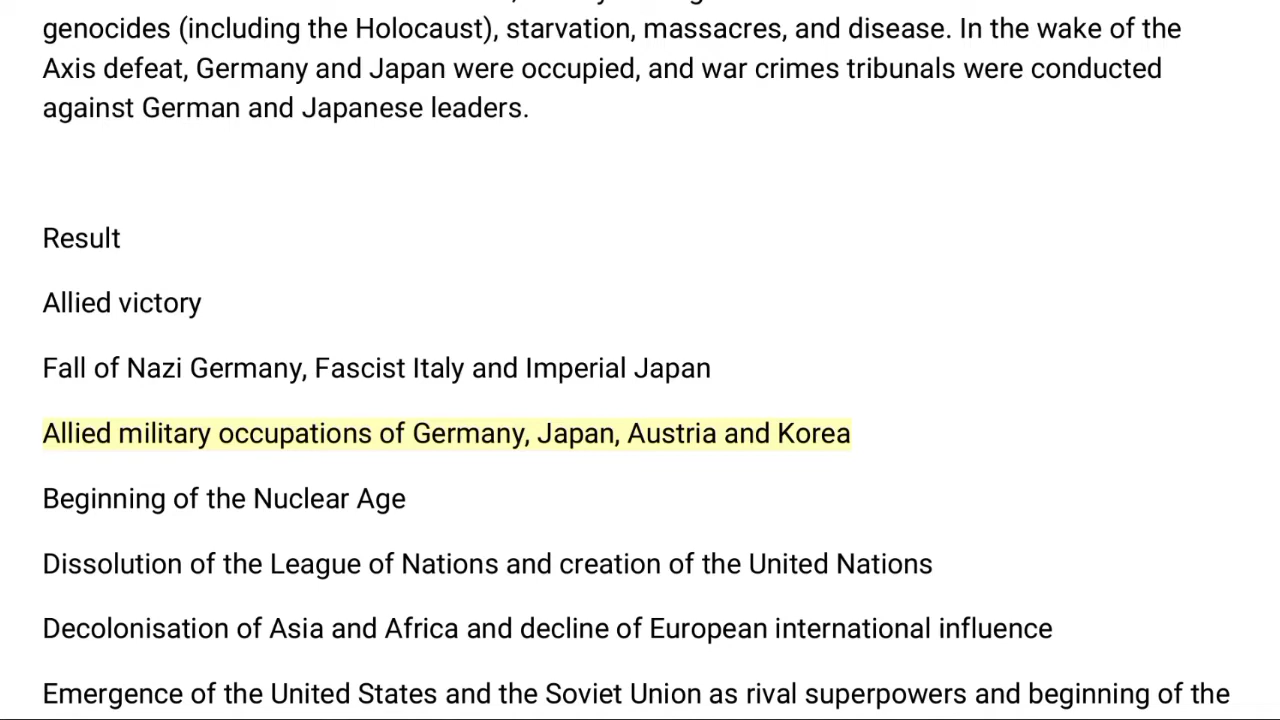 genocides (including the Holocaust), starvation, massacres, and disease. In the wake of the
Axis defeat, Germany and Japan were occupied, and war crimes tribunals were conducted
against German and Japanese leaders.
Result
Allied victory
Fall of Nazi Germany, Fascist Italy and Imperial Japan
Allied military occupations of Germany, Japan, Austria and Korea
Beginning of the Nuclear Age
Dissolution of the League of Nations and creation of the United Nations
Decolonisation of Asia and Africa and decline of European international influence
Emergence of the United States and the Soviet Union as rival superpowers and beginning of the